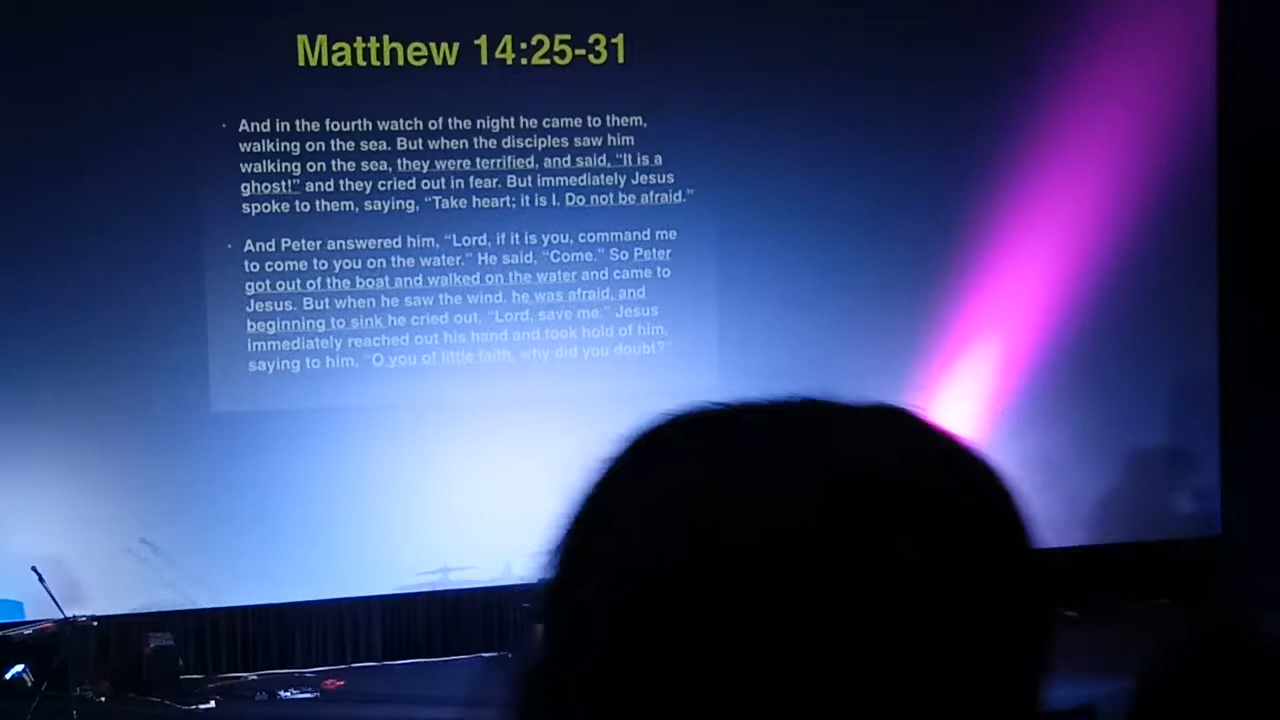 Matthew 14:25-31
· And in the fourth watch of the night he came to them,
walking on the sea. But when the disciples saw him
walking on the sea, they were terrified, and said, “It is a
ghost!” and they cried out in fear. But immediately Jesus
spoke to them, saying, “Take heart; it is I. Do not be afraid.”
· And Peter answered him, “Lord, if it is you, command me
to come to you on the water.” He said, “Come.” So Peter
got out of the boat and walked on the water and came to
Jesus. But when he saw the wind, he was afraid, and
beginning to sink he cried out, “Lord, save me.” Jesus
immediately reached out his hand and took hold of him,
saying to him, “O you of little faith, why did you doubt?”